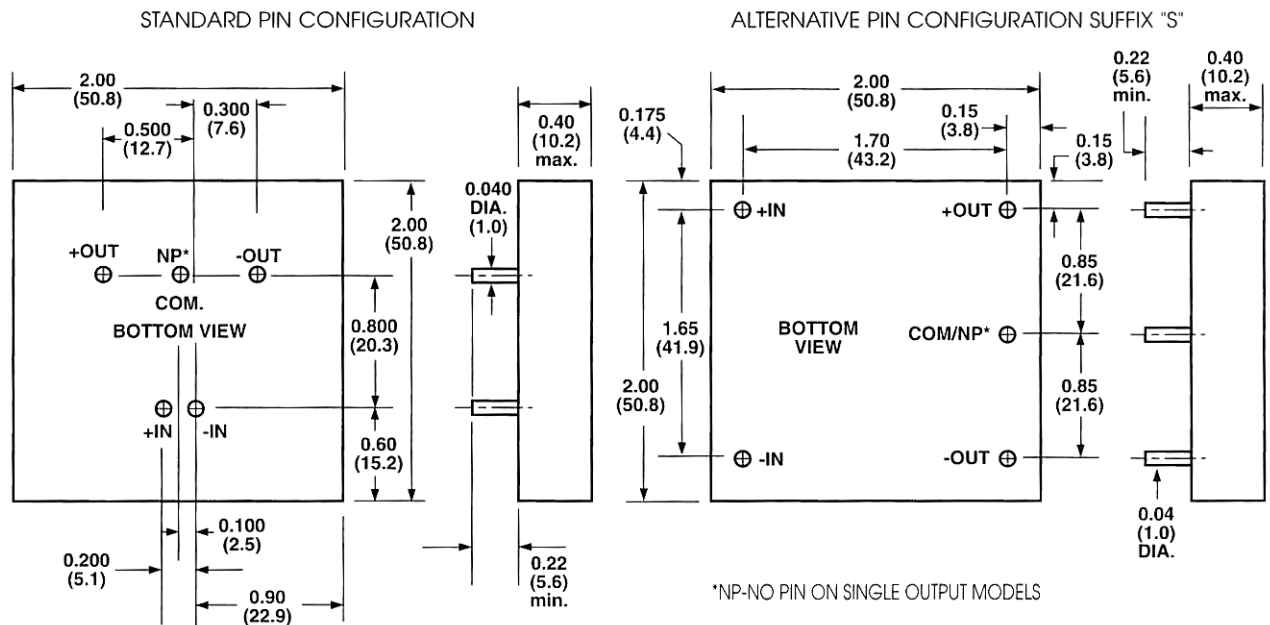 STANDARD PIN CONFIGURATION
2.00
(50.8)
0.300
(7.6)
0.500
(12.7)
0.40
(10.2)
max.
0.040
DIA.
(1.0)
2.00
(50.8)
+OUT
NP*
-OUT
COM.
BOTTOM VIEW
0.800
(20.3)
+IN
-IN
0.60
(15.2)
0.100
(2.5)
0.200
(5.1)
0.90
(22.9)
0.22
(5.6)
min.
ALTERNATIVE PIN CONFIGURATION SUFFIX "S"
2.00
(50.8)
0.22
(5.6)
min.
0.40
(10.2)
max.
0.175
(4.4)
0.15
(3.8)
1.70
(43.2)
0.15
(3.8)
+IN
+OUT
0.85
(21.6)
1.65
(41.9)
BOTTOM
VIEW
COM/NP*
2.00
(50.8)
0.85
(21.6)
-IN
-OUT
0.04
(1.0)
DIA.
*NP-NO PIN ON SINGLE OUTPUT MODELS